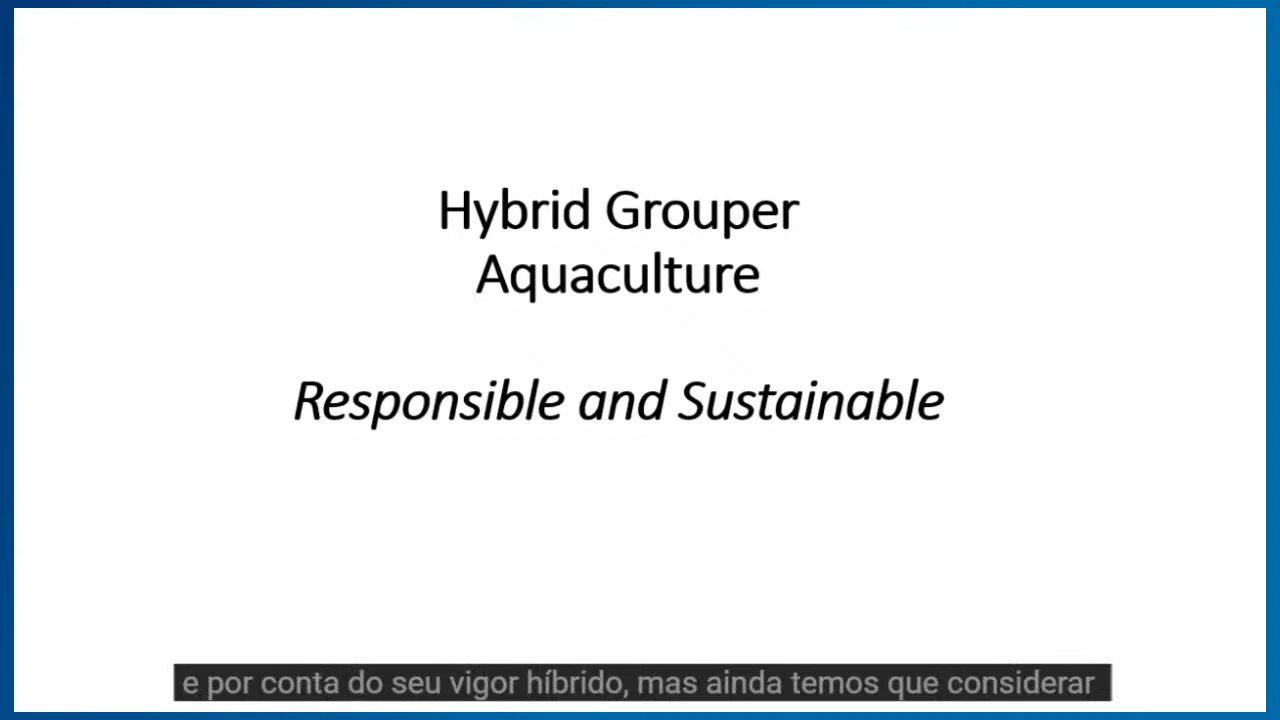 Hybrid Grouper
Aquaculture
Responsible and Sustainable
e por conta do seu vigor híbrido, mas ainda temos que considerar